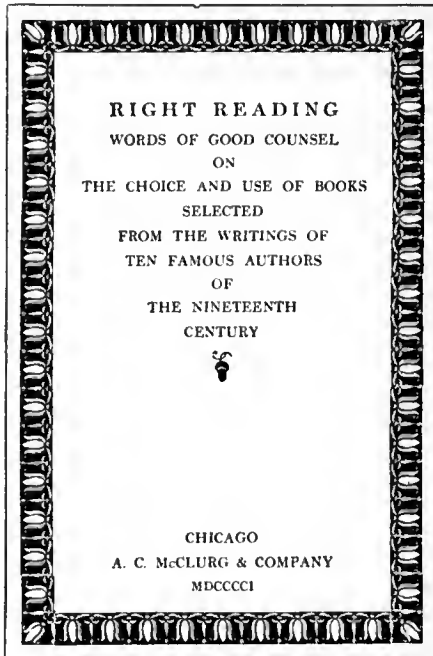 RIGHT READING
WORDS OF GOOD COUNSEL
ON
THE CHOICE AND USE OF BOOKS
SELECTED
FROM THE WRITINGS OF
TEN FAMOUS AUTHORS
OF
THE NINETEENTH
CENTURY
CHICAGO
A. C. McCLURG & COMPANY
MDCCCCI